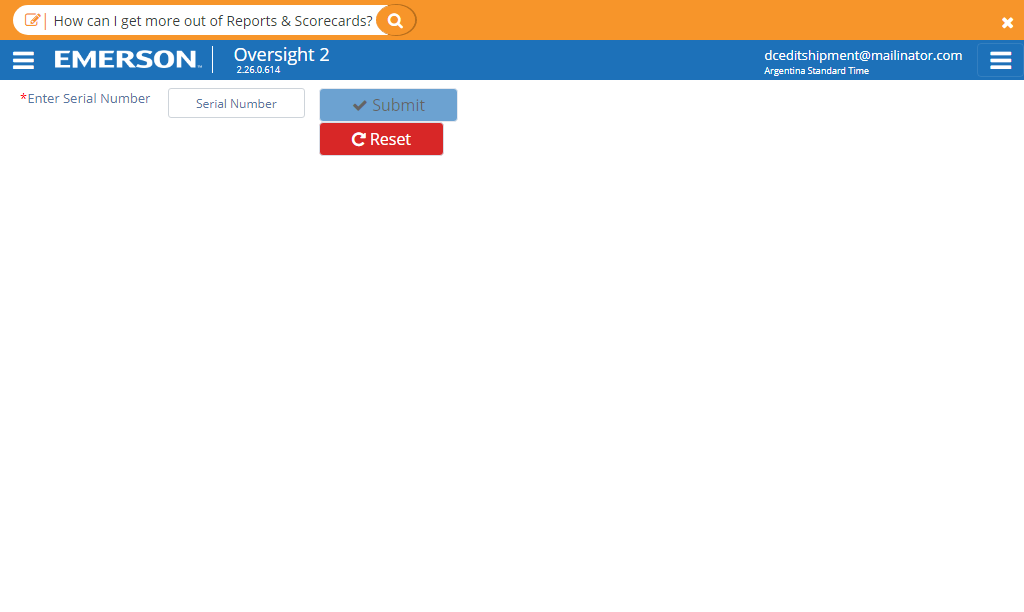 How can I get more out of Reports & Scorecards?
EMERSON™ Oversight 2
2.26.0.614
dceditshipment@mailinator.com
Argentina Standard Time
*Enter Serial Number
Serial Number
Submit
Reset